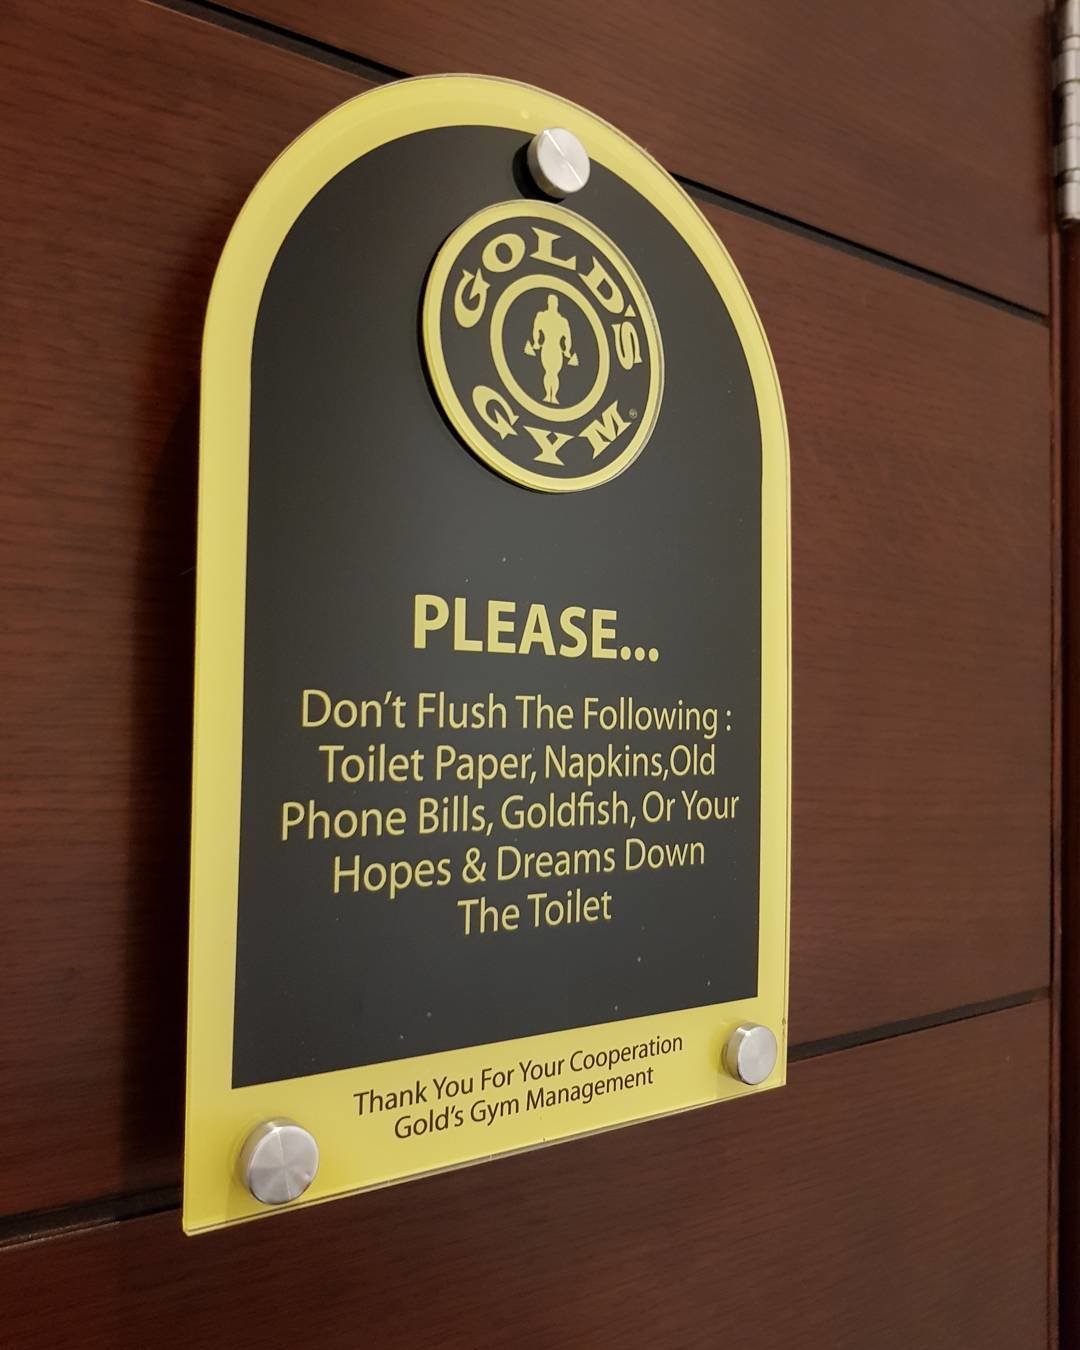 GOLD'S
GYM®
PLEASE...
Don't Flush The Following :
Toilet Paper, Napkins,Old
Phone Bills, Goldfish, Or Your
Hopes & Dreams Down
The Toilet
Thank You For Your Cooperation
Gold's Gym Management